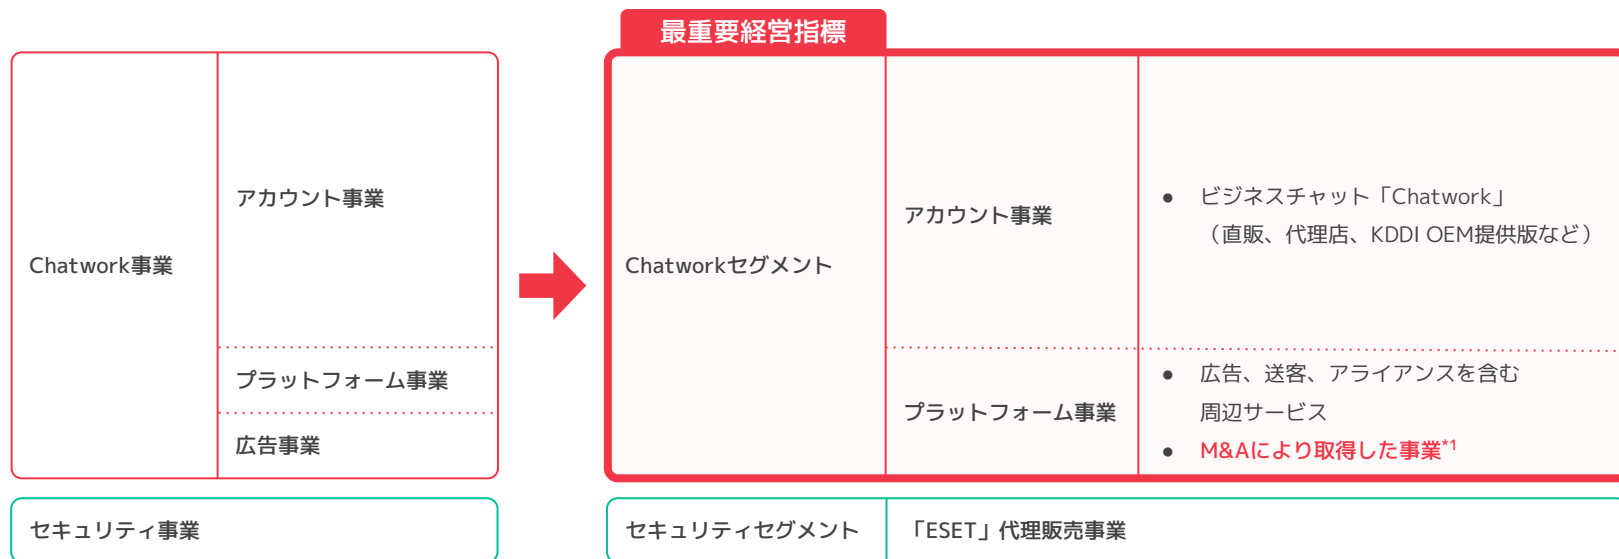 最重要経営指標
Chatwork事業
アカウント事業
プラットフォーム事業
広告事業
セキュリティ事業
Chatworkセグメント
アカウント事業
● ビジネスチャット「Chatwork」
（直販、代理店、KDDI OEM提供版など）
プラットフォーム事業
● 広告、送客、アライアンスを含む
周辺サービス
● M&Aにより取得した事業*1
セキュリティセグメント
「ESET」代理販売事業